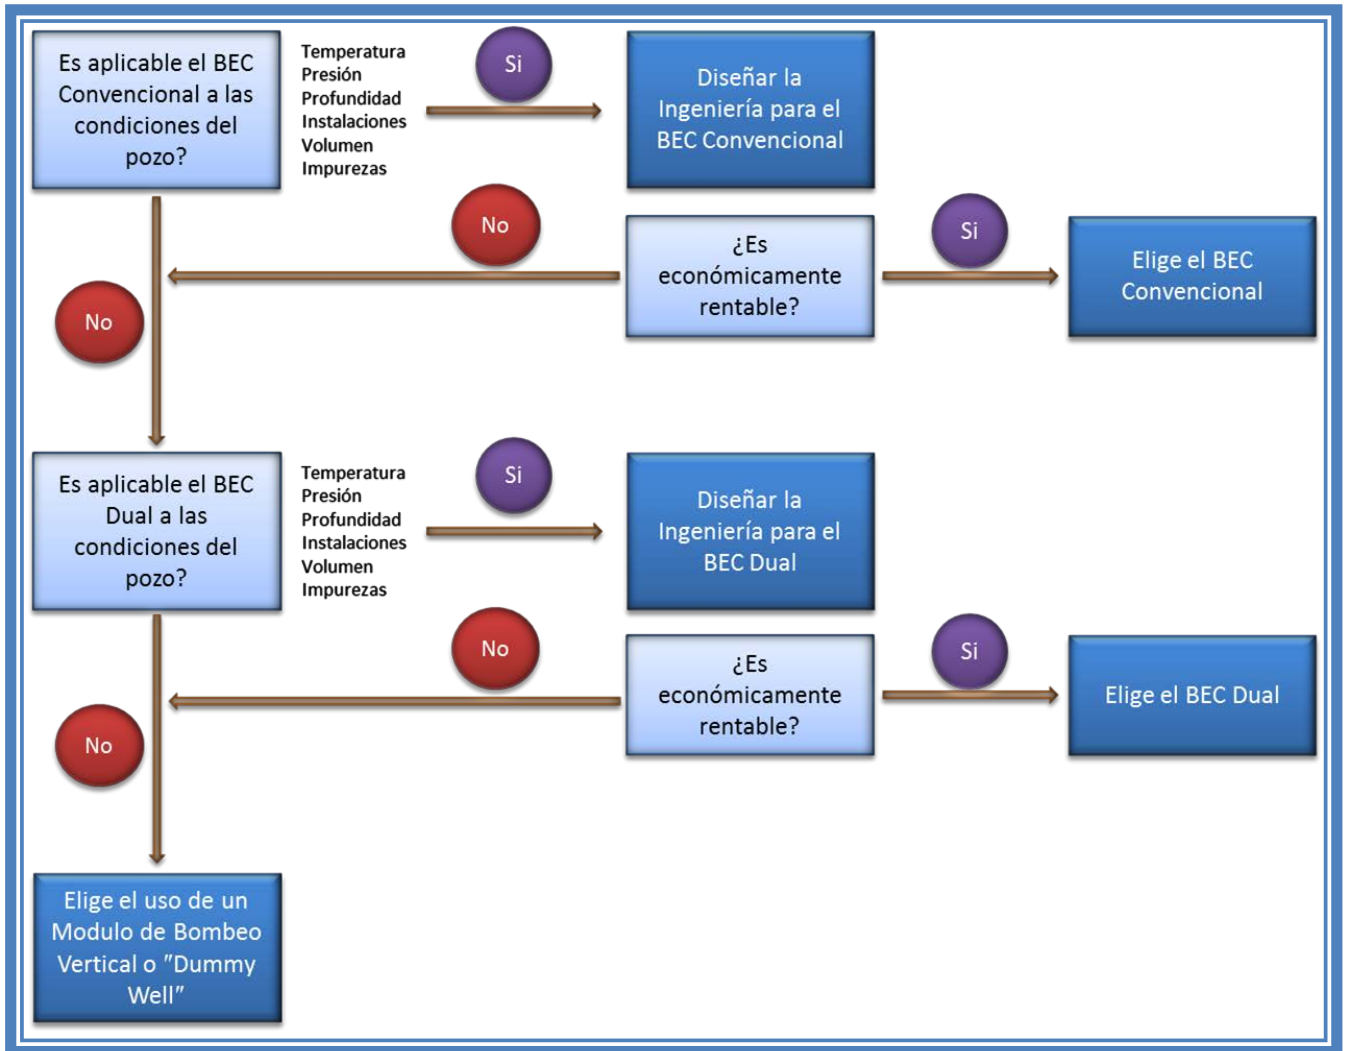 Es aplicable el BEC
Convencional a las
condiciones del
pozo?
Temperatura
Presión
Profundidad
Instalaciones
Volumen
Impurezas
Si
Diseñar la
Ingeniería para el
BEC Convencional
No
¿Es
económicamente
rentable?
Si
Elige el BEC
Convencional
No
Es aplicable el BEC
Dual a las
condiciones del
pozo?
Temperatura
Presión
Profundidad
Instalaciones
Volumen
Impurezas
Si
Diseñar la
Ingeniería para el
BEC Dual
No
¿Es
económicamente
rentable?
Si
Elige el BEC Dual
No
Elige el uso de un
Modulo de Bombeo
Vertical o "Dummy
Well"